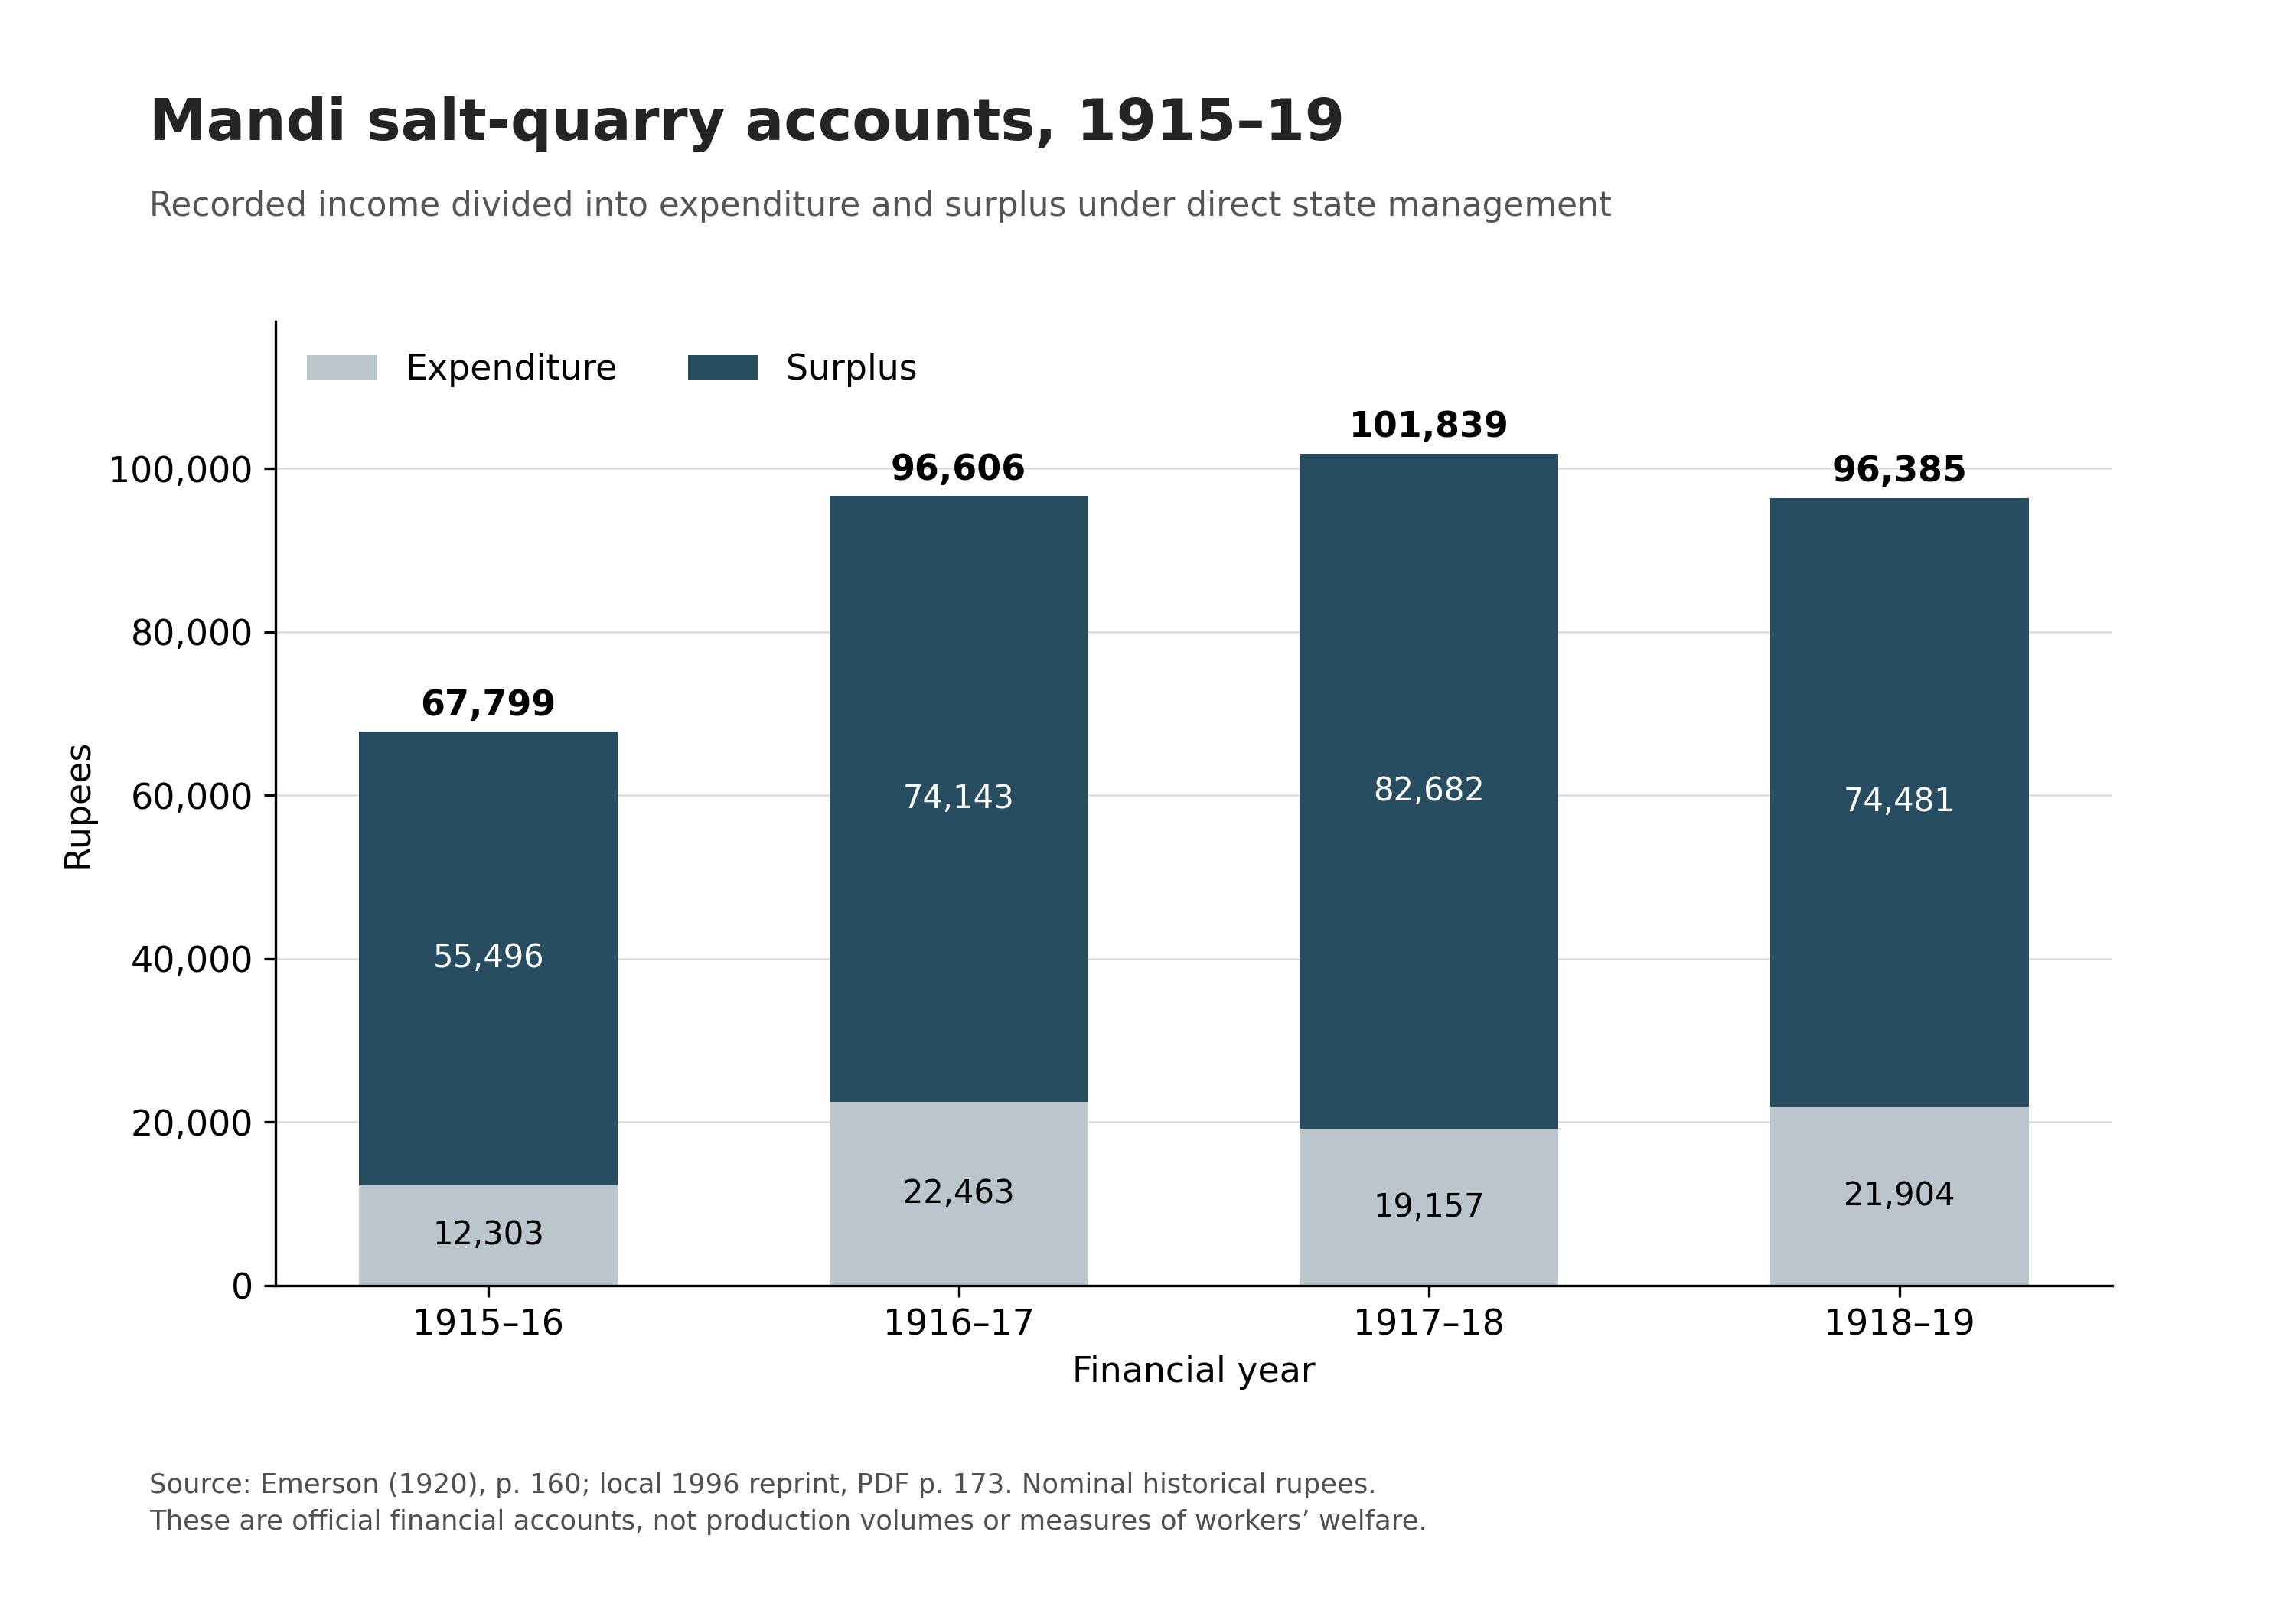 Mandi salt-quarry accounts, 1915–19
Recorded income divided into expenditure and surplus under direct state management
Expenditure
Surplus
Rupees
100,000
80,000
60,000
40,000
20,000
0
67,799
55,496
12,303
96,606
74,143
22,463
101,839
82,682
19,157
96,385
74,481
21,904
1915–16
1916–17
1917–18
1918–19
Financial year
Source: Emerson (1920), p. 160; local 1996 reprint, PDF p. 173. Nominal historical rupees.
These are official financial accounts, not production volumes or measures of workers’ welfare.